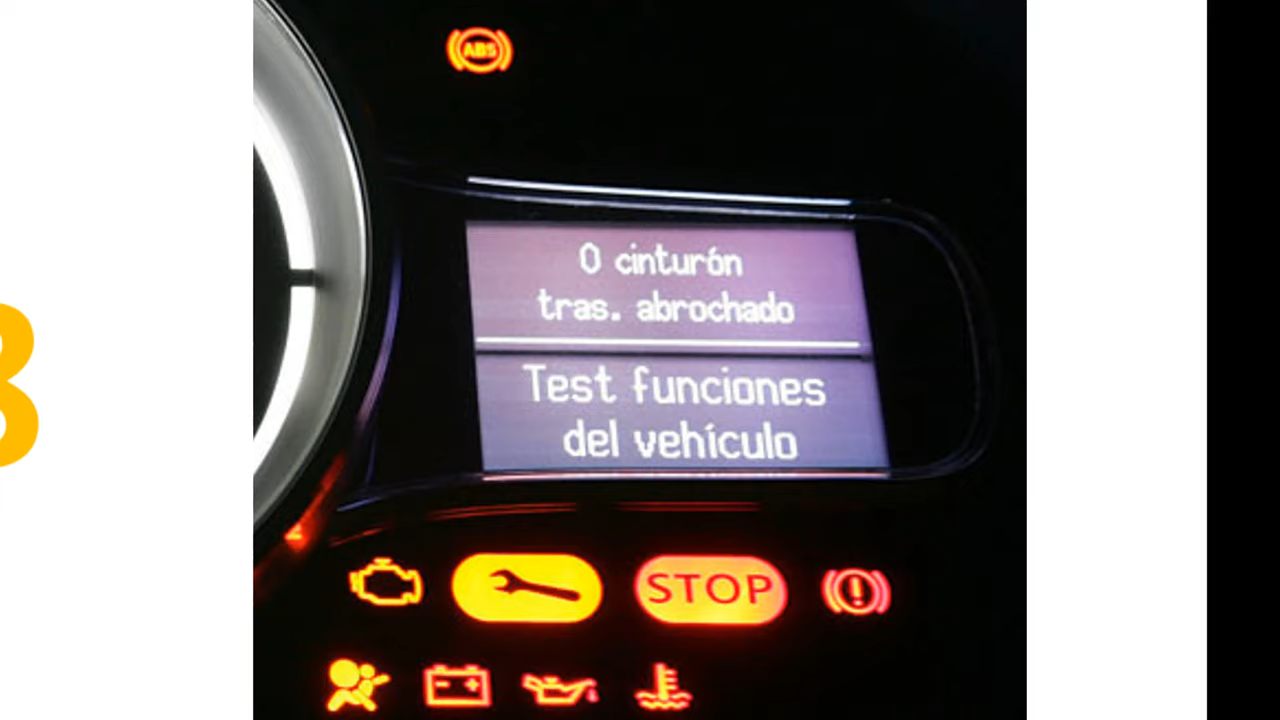 ABS
0 cinturón
tras. abrochado
Test funciones
del vehículo
STOP